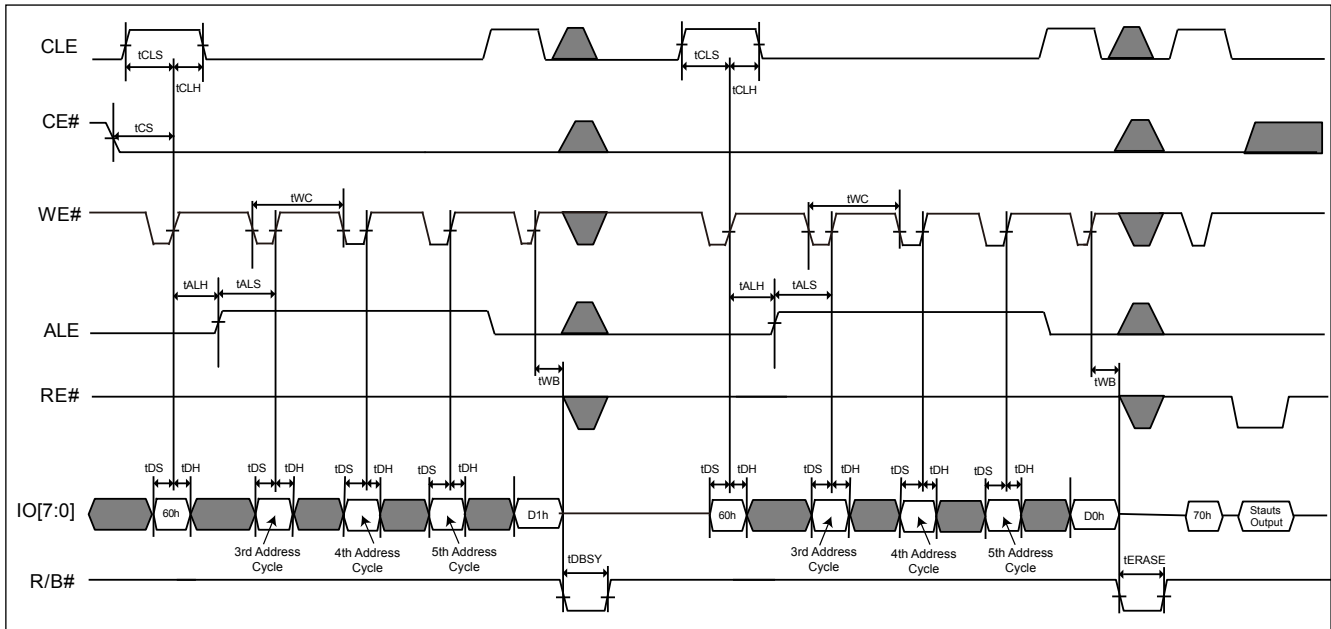 CLE
tCLS
tCLH
tCLS
tCLH
CE#
tCS
WE#
tWC
tWC
tALH
tALS
tALH
tALS
ALE
tWB
tWB
RE#
tDS
tDH
tDS
tDH
tDS
tDH
tDS
tDH
tDS
tDH
tDS
tDH
tDS
tDH
tDS
tDH
IO[7:0]
60h
D1h
60h
D0h
70h
Stauts
Output
3rd Address
Cycle
4th Address
Cycle
5th Address
Cycle
3rd Address
Cycle
4th Address
Cycle
5th Address
Cycle
tDBSY
tERASE
R/B#